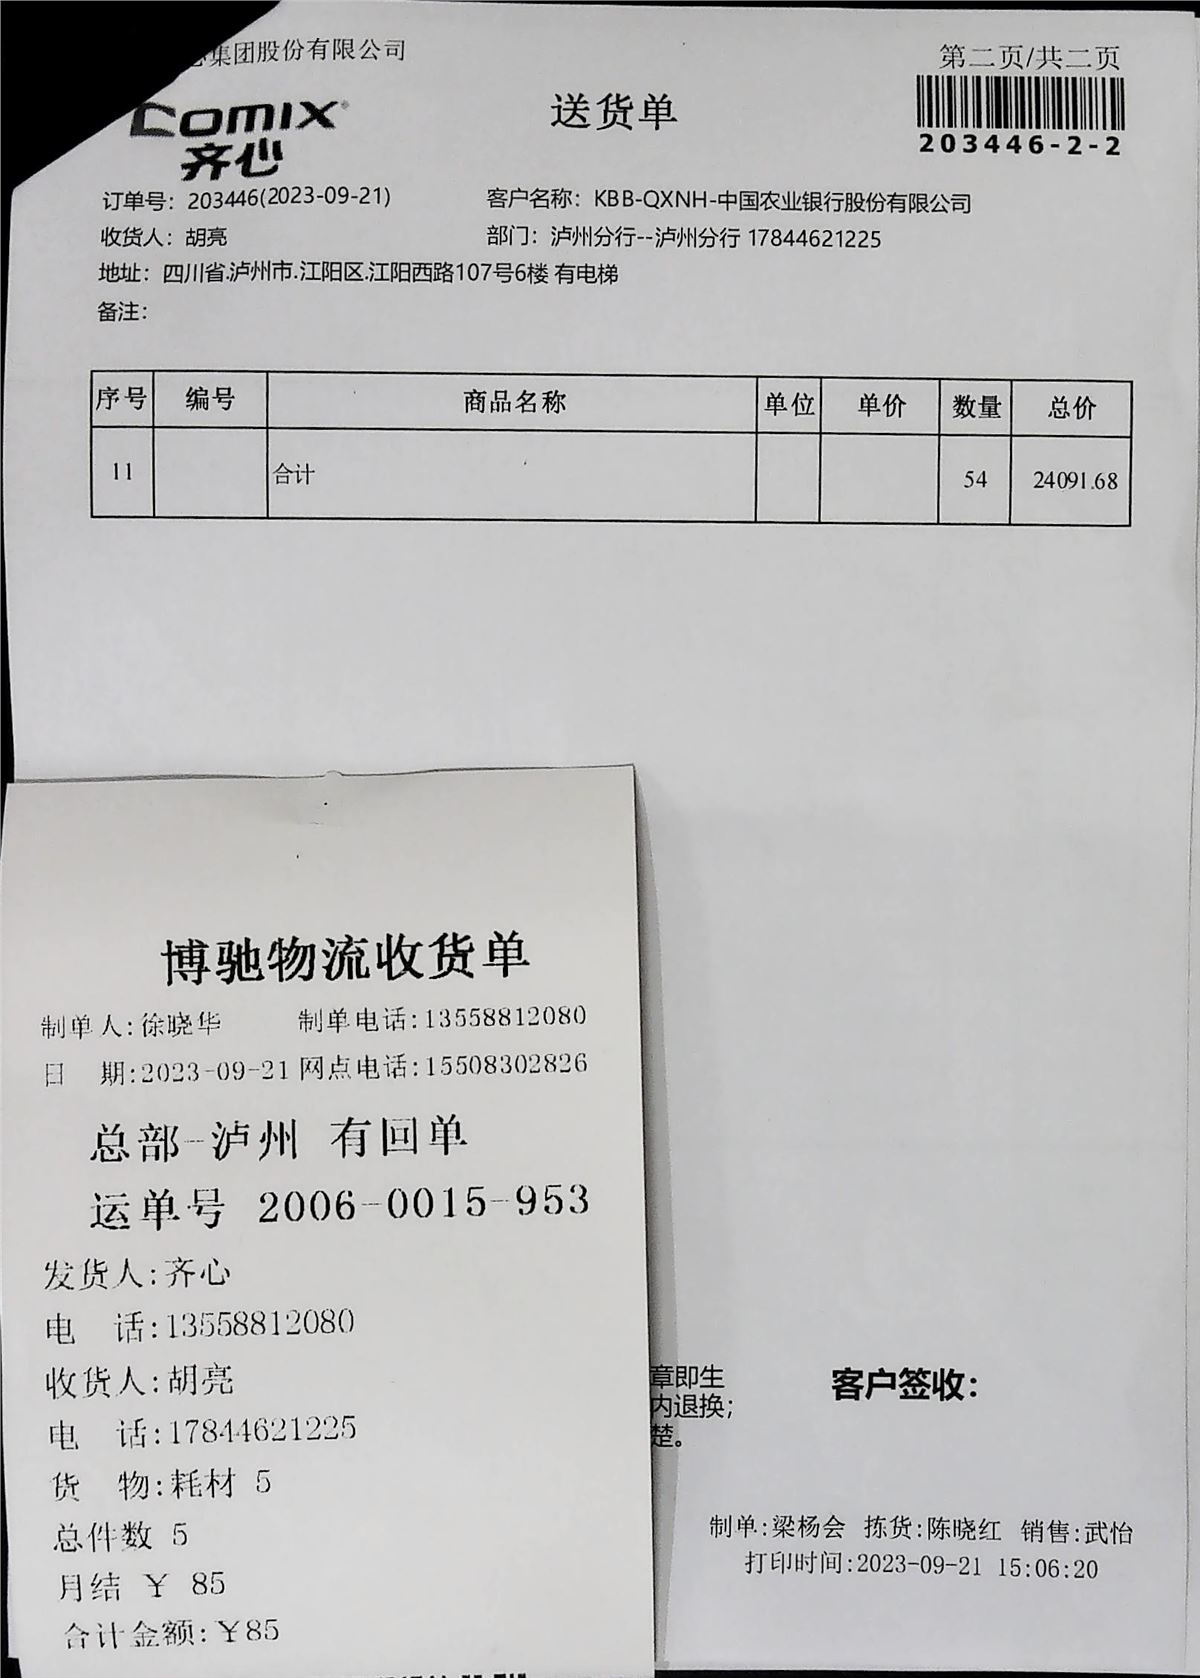 集团股份有限公司
第二页/共二页
comix
齐心
送货单
203446-2-2
订单号：203446(2023-09-21) 客户名称：KBB-QXNH-中国农业银行股份有限公司
收货人：胡亮 部门：泸州分行--泸州分行 17844621225
地址：四川省.泸州市.江阳区.江阳西路107号6楼 有电梯
备注：
序号 编号 商品名称 单位 单价 数量 总价
11 合计 54 24091.68
博驰物流收货单
制单人:徐晓华 制单电话:13558812080
日 期:2023-09-21 网点电话:15508302826
总部-泸州 有回单
运单号 2006-0015-953
发货人:齐心
电 话:13558812080
收货人:胡亮
电 话:17844621225
货 物:耗材 5
总件数 5
月结 ¥ 85
合计金额:¥85
章即生
内退换；
楚。
客户签收：
制单:梁杨会 拣货:陈晓红 销售:武怡
打印时间:2023-09-21 15:06:20